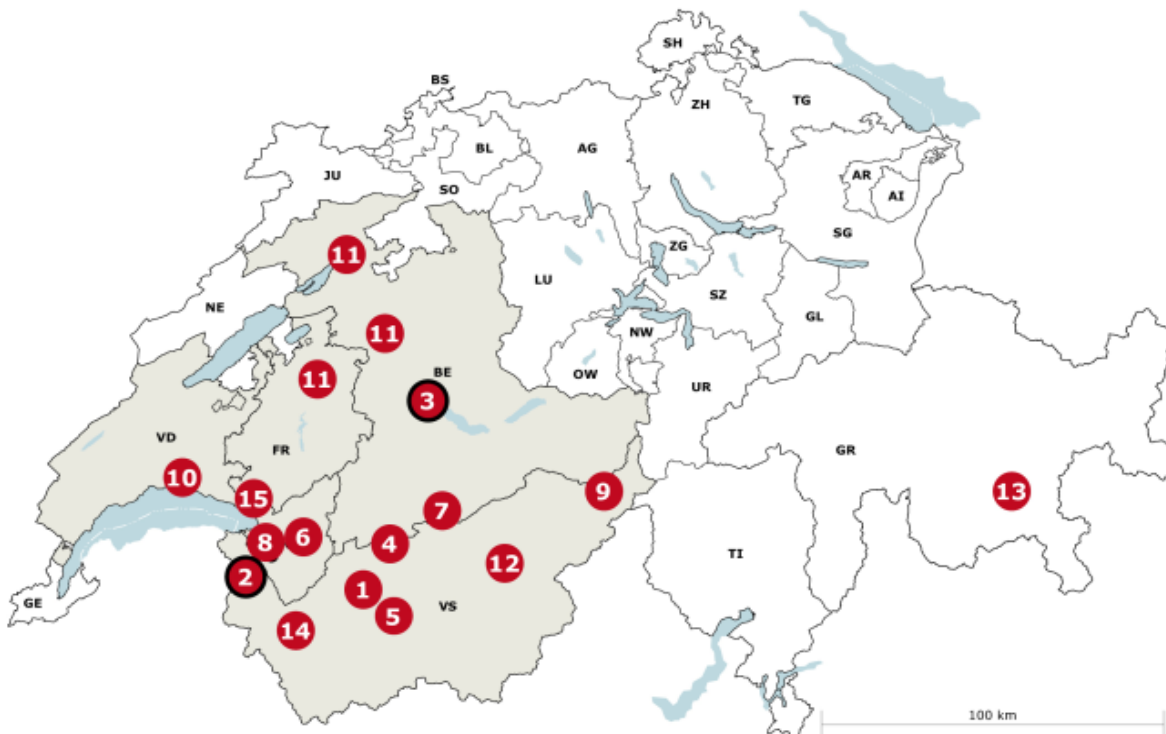 SH
BS
ZH
TG
BL
AG
JU
AR
SO
AI
SG
ZG
11
LU
SZ
NE
GL
NW
11
BE
OW
11
UR
3
VD
FR
GR
10
9
13
15
7
6
8
4
TI
12
2
1
GE
VS
5
14
100 km